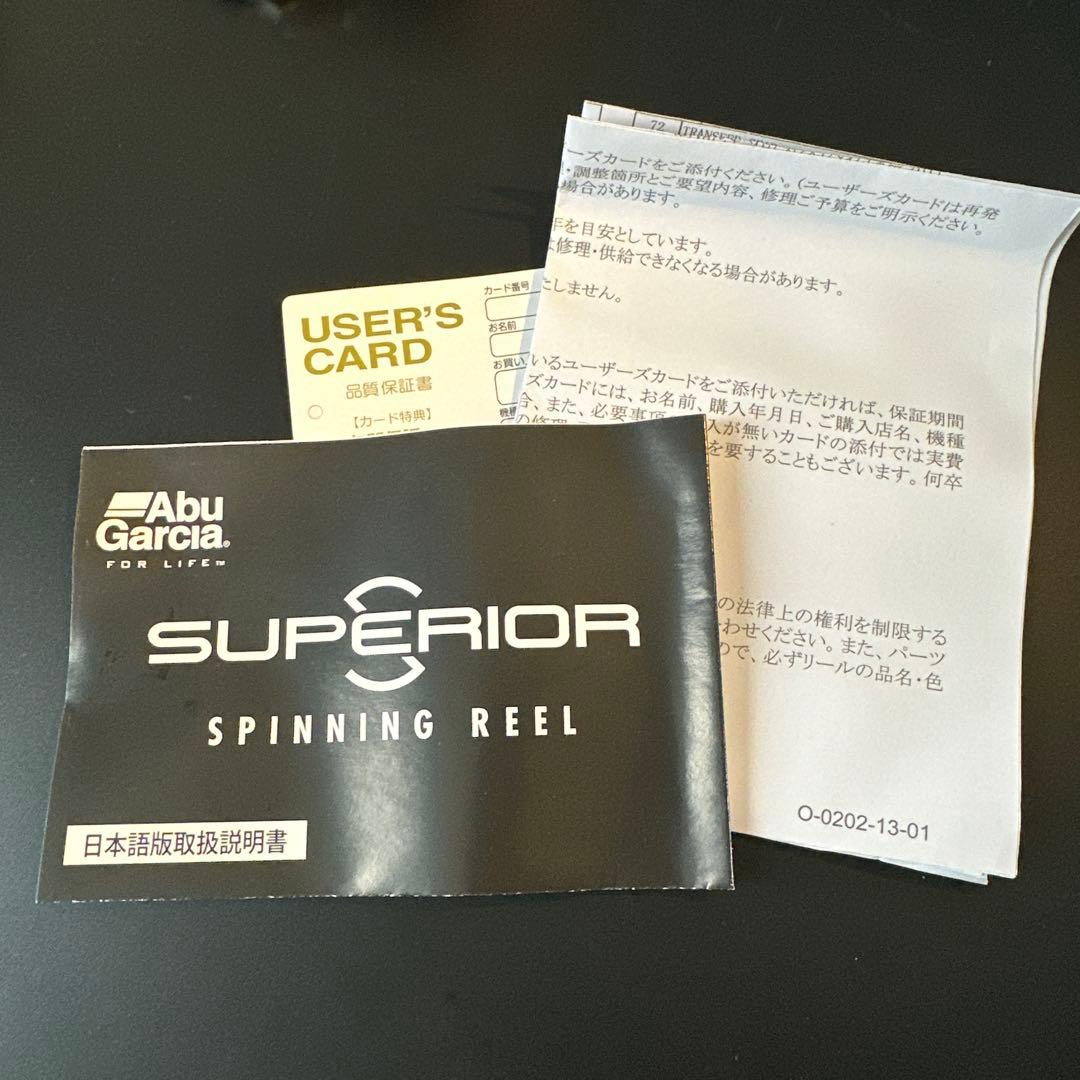 72 TRANSFER
ーズカードをご添付ください。(ユーザーズカードは再発
・調整箇所とご要望内容、修理ご予算をご明示ください。
場合があります。
年を目安としています。
は修理・供給できなくなる場合があります。
たしません。
いるユーザーズカードをご添付いただければ、保証期間
ズカードには、お名前、購入年月日、ご購入店名、機種
合、また、必要事項
入が無いカードの添付では実費
の修理
を要することもございます。何卒
の法律上の権利を制限する
わせください。また、パーツ
ので、必ずリールの品名・色
O-0202-13-01
USER'S
CARD
品質保証書
【カード特典】
カード番号
お名前
お買い
機種
Abu
Garcia®
FOR LIFE™
SUPERIOR
SPINNING REEL
日本語版取扱説明書